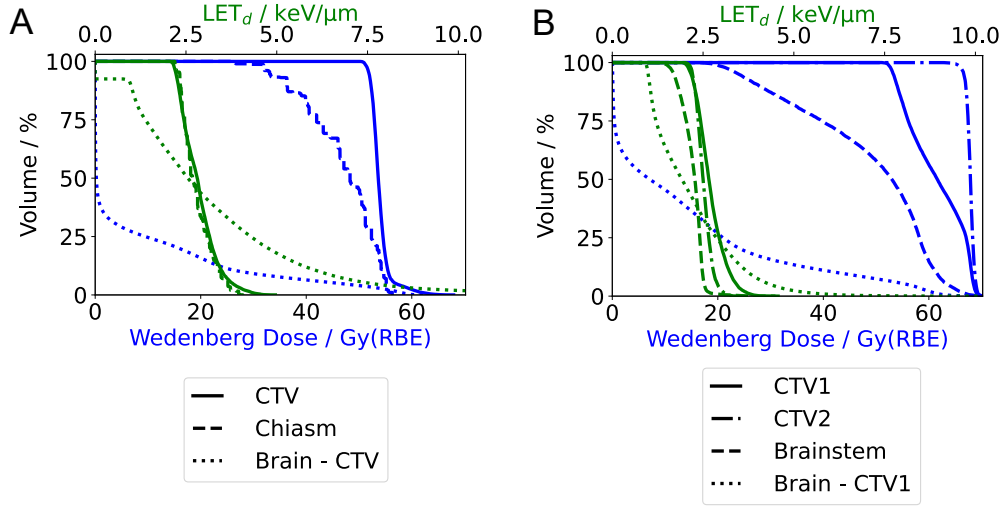 A
LET_d / keV/μm
0.0 2.5 5.0 7.5 10.0
Volume / %
100
75
50
25
0
0 20 40 60
Wedenberg Dose / Gy(RBE)
CTV
Chiasm
Brain - CTV
B
LET_d / keV/μm
0.0 2.5 5.0 7.5 10.0
Volume / %
100
75
50
25
0
0 20 40 60
Wedenberg Dose / Gy(RBE)
CTV1
CTV2
Brainstem
Brain - CTV1